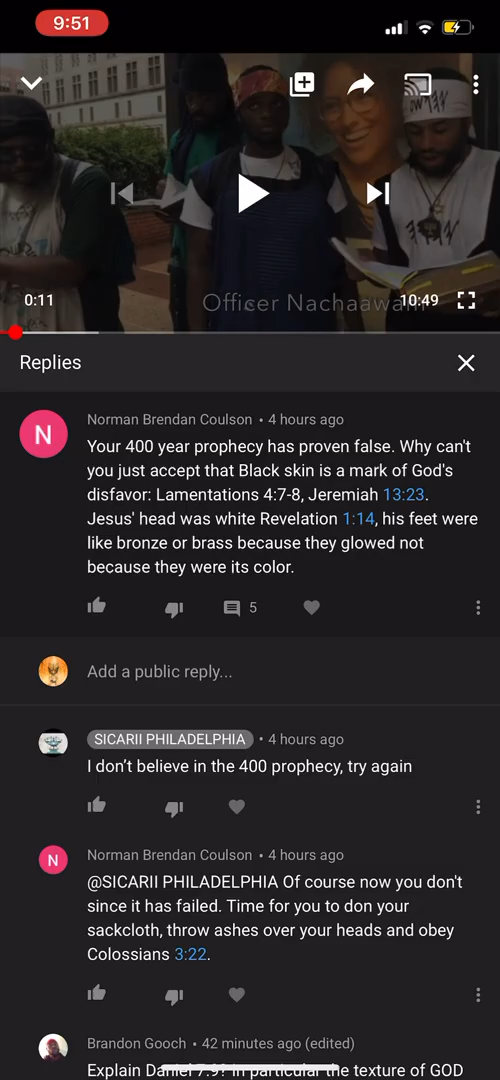 9:51
Officer Nachaawah
0:11
10:49
Replies
N
Norman Brendan Coulson • 4 hours ago
Your 400 year prophecy has proven false. Why can't
you just accept that Black skin is a mark of God's
disfavor: Lamentations 4:7-8, Jeremiah 13:23.
Jesus' head was white Revelation 1:14, his feet were
like bronze or brass because they glowed not
because they were its color.
5
Add a public reply...
SICARII PHILADELPHIA • 4 hours ago
I don't believe in the 400 prophecy, try again
N
Norman Brendan Coulson • 4 hours ago
@SICARII PHILADELPHIA Of course now you don't
since it has failed. Time for you to don your
sackcloth, throw ashes over your heads and obey
Colossians 3:22.
Brandon Gooch • 42 minutes ago (edited)
Explain Daniel 7:9? In particular the texture of GOD